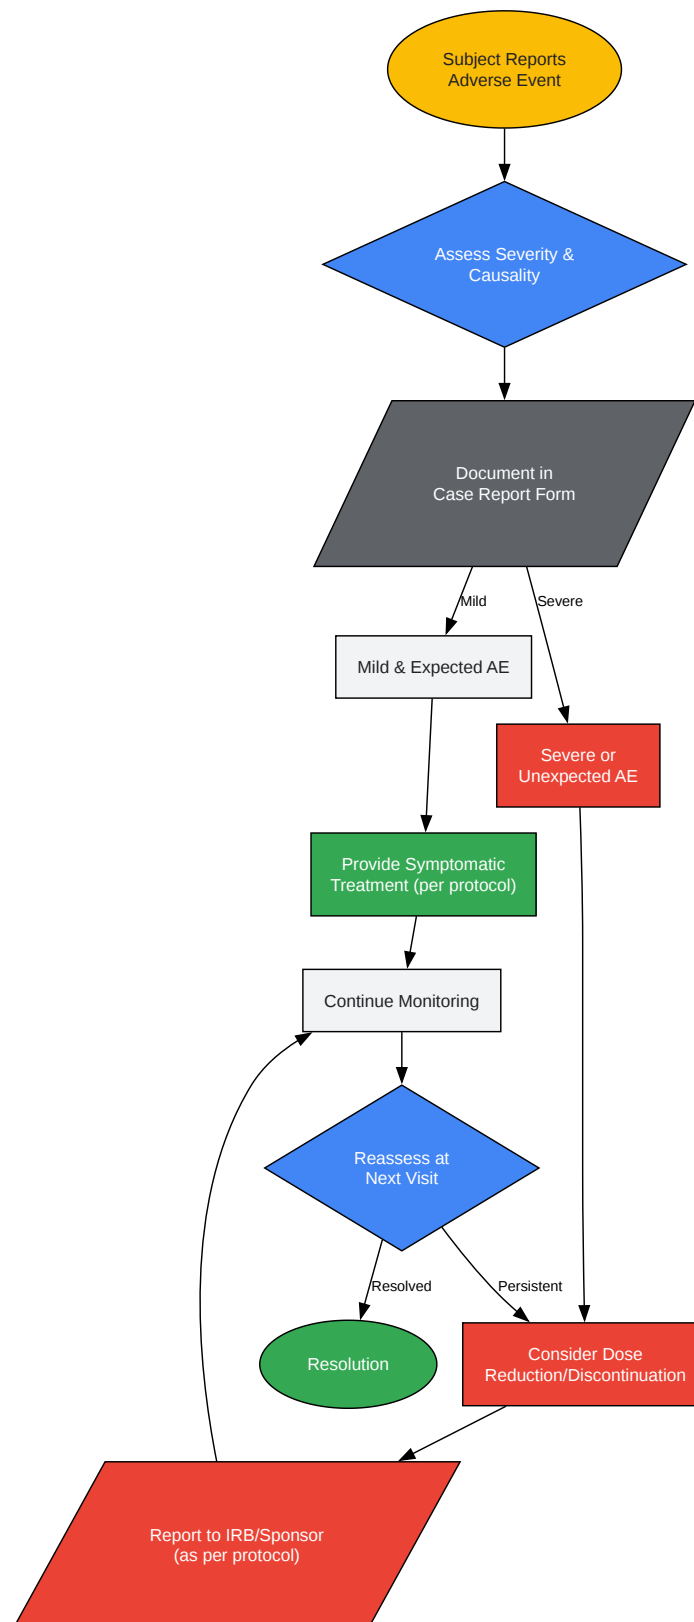 Subject Reports
Adverse Event
Assess Severity &
Causality
Document in
Case Report Form
Mild
Severe
Mild & Expected AE
Severe or
Unexpected AE
Provide Symptomatic
Treatment (per protocol)
Continue Monitoring
Reassess at
Next Visit
Resolved
Persistent
Resolution
Consider Dose
Reduction/Discontinuation
Report to IRB/Sponsor
(as per protocol)